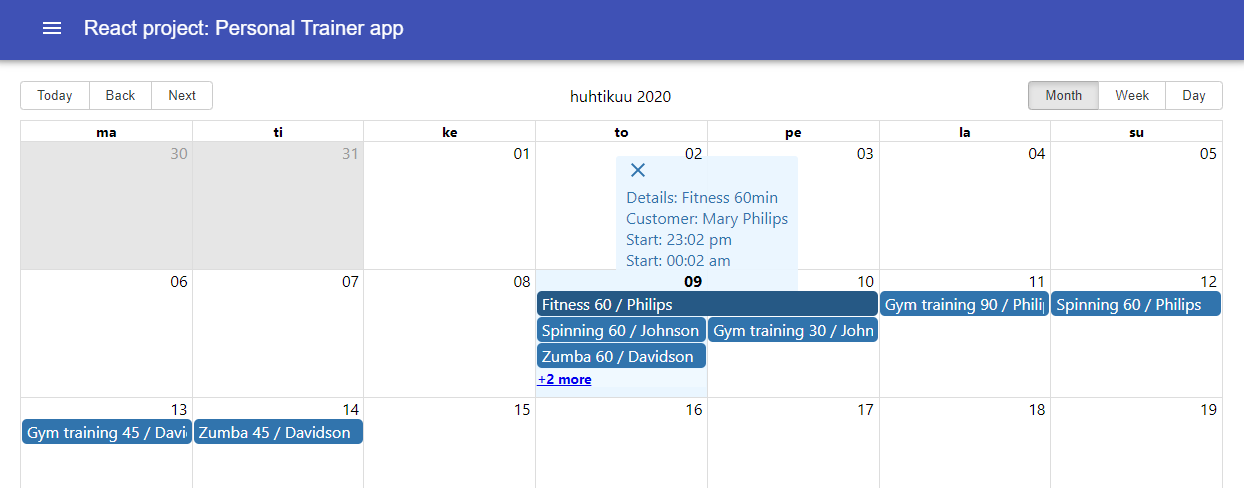 React project: Personal Trainer app
Today Back Next huhtikuu 2020 Month Week Day
ma ti ke to pe la su
30 31 01 02 03 04 05
Details: Fitness 60min
Customer: Mary Philips
Start: 23:02 pm
Start: 00:02 am
06 07 08 09 10 11 12
Fitness 60 / Philips Gym training 90 / Phili Spinning 60 / Philips
Spinning 60 / Johnson Gym training 30 / John
Zumba 60 / Davidson
+2 more
13 14 15 16 17 18 19
Gym training 45 / Davi Zumba 45 / Davidson